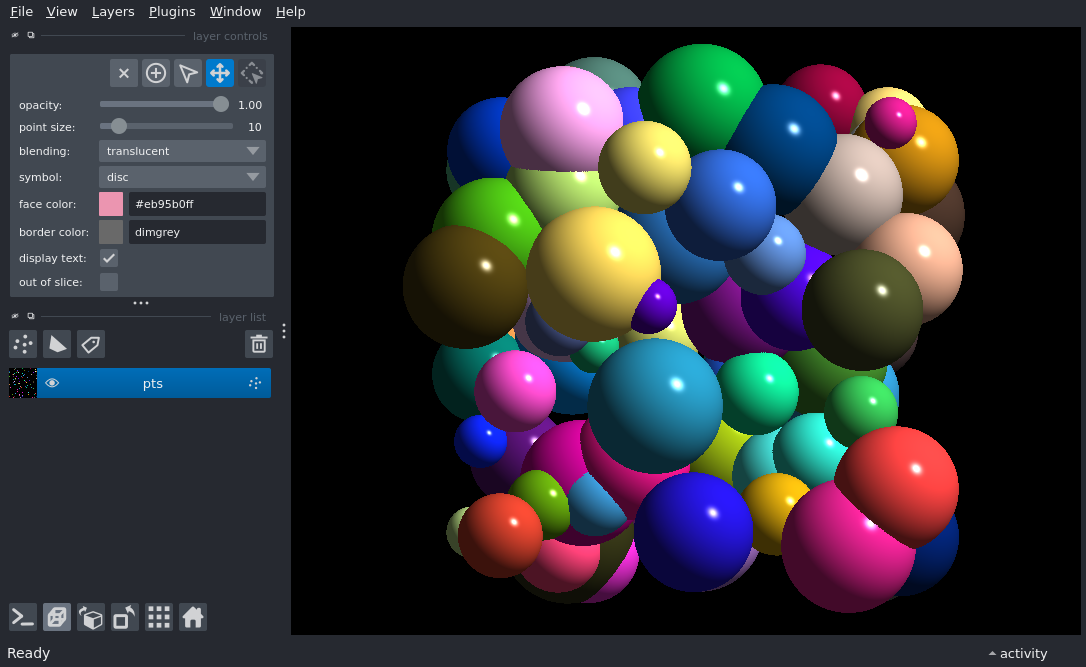 File View Layers Plugins Window Help
layer controls
opacity: 1.00
point size: 10
blending: translucent
symbol: disc
face color: #eb95b0ff
border color: dimgrey
display text:
out of slice:
layer list
pts
Ready
activity